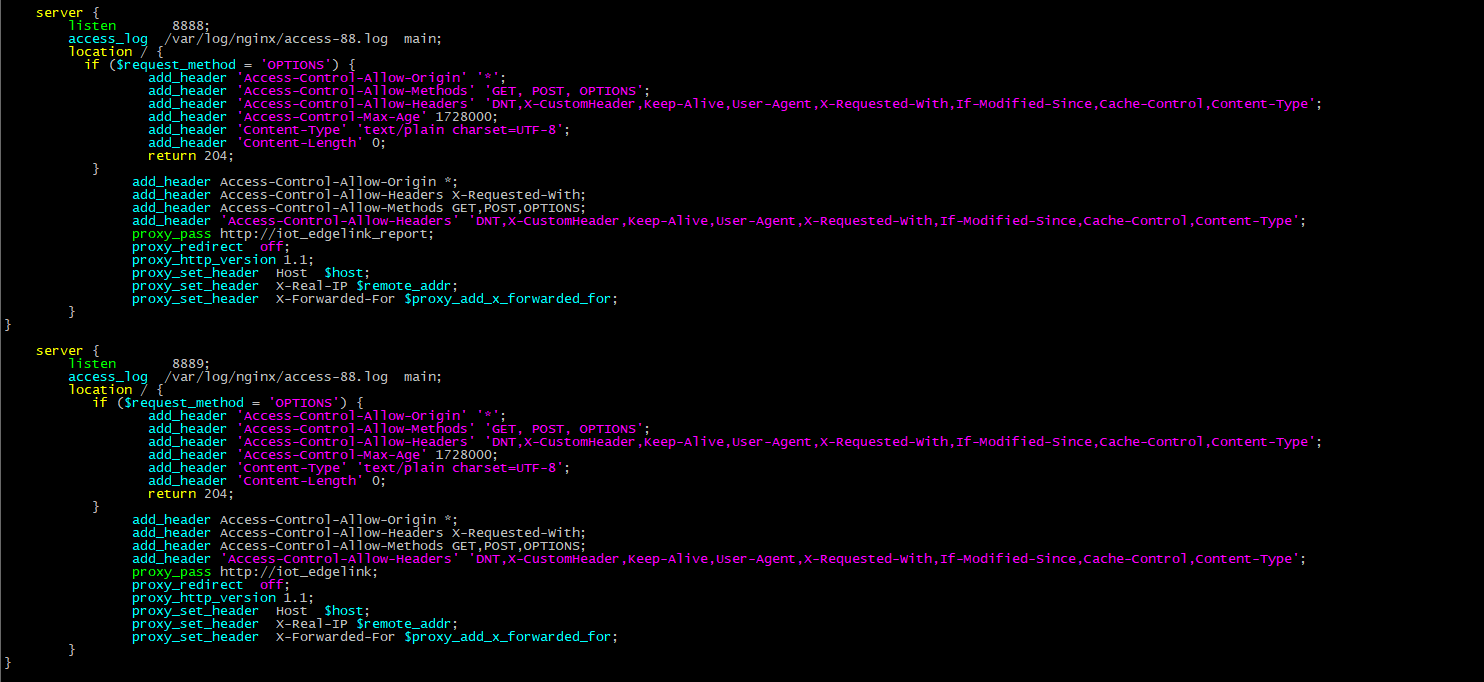 server {
listen 8888;
access_log /var/log/nginx/access-88.log main;
location / {
if ($request_method = 'OPTIONS') {
add_header 'Access-Control-Allow-Origin' '*';
add_header 'Access-Control-Allow-Methods' 'GET, POST, OPTIONS';
add_header 'Access-Control-Allow-Headers' 'DNT,X-CustomHeader,Keep-Alive,User-Agent,X-Requested-With,If-Modified-Since,Cache-Control,Content-Type';
add_header 'Access-Control-Max-Age' 1728000;
add_header 'Content-Type' 'text/plain charset=UTF-8';
add_header 'Content-Length' 0;
return 204;
}
add_header Access-Control-Allow-Origin *;
add_header Access-Control-Allow-Headers X-Requested-With;
add_header Access-Control-Allow-Methods GET,POST,OPTIONS;
add_header 'Access-Control-Allow-Headers' 'DNT,X-CustomHeader,Keep-Alive,User-Agent,X-Requested-With,If-Modified-Since,Cache-Control,Content-Type';
proxy_pass http://iot_edgelink_report;
proxy_redirect off;
proxy_http_version 1.1;
proxy_set_header Host $host;
proxy_set_header X-Real-IP $remote_addr;
proxy_set_header X-Forwarded-For $proxy_add_x_forwarded_for;
}
}
server {
listen 8889;
access_log /var/log/nginx/access-88.log main;
location / {
if ($request_method = 'OPTIONS') {
add_header 'Access-Control-Allow-Origin' '*';
add_header 'Access-Control-Allow-Methods' 'GET, POST, OPTIONS';
add_header 'Access-Control-Allow-Headers' 'DNT,X-CustomHeader,Keep-Alive,User-Agent,X-Requested-With,If-Modified-Since,Cache-Control,Content-Type';
add_header 'Access-Control-Max-Age' 1728000;
add_header 'Content-Type' 'text/plain charset=UTF-8';
add_header 'Content-Length' 0;
return 204;
}
add_header Access-Control-Allow-Origin *;
add_header Access-Control-Allow-Headers X-Requested-With;
add_header Access-Control-Allow-Methods GET,POST,OPTIONS;
add_header 'Access-Control-Allow-Headers' 'DNT,X-CustomHeader,Keep-Alive,User-Agent,X-Requested-With,If-Modified-Since,Cache-Control,Content-Type';
proxy_pass http://iot_edgelink;
proxy_redirect off;
proxy_http_version 1.1;
proxy_set_header Host $host;
proxy_set_header X-Real-IP $remote_addr;
proxy_set_header X-Forwarded-For $proxy_add_x_forwarded_for;
}
}